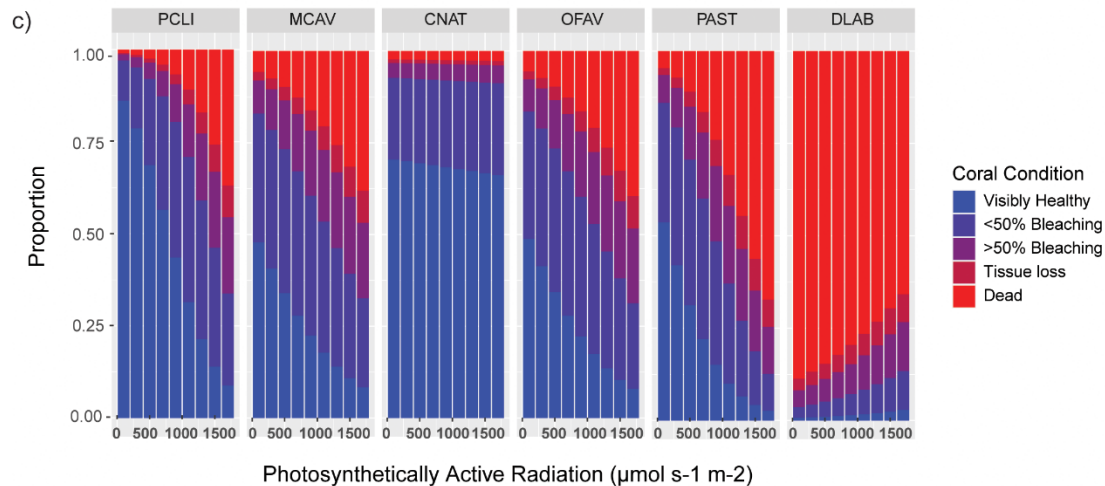 c)
PCLI MCAV CNAT OFAV PAST DLAB
1.00
0.75
0.50
0.25
0.00
Proportion
0 500 1000 1500 0 500 1000 1500 0 500 1000 1500 0 500 1000 1500 0 500 1000 1500 0 500 1000 1500
Photosynthetically Active Radiation (µmol s-1 m-2)
Coral Condition
Visibly Healthy
<50% Bleaching
>50% Bleaching
Tissue loss
Dead